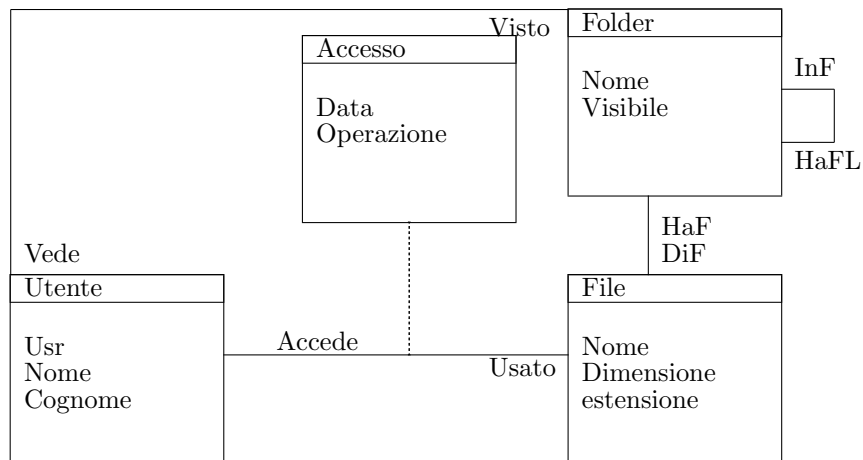 Visto
Folder
Accesso
InF
Nome
Visibile
Data
Operazione
HaFL
HaF
DiF
Vede
Utente
File
Accede
Usr
Nome
Cognome
Usato
Nome
Dimensione
estensione